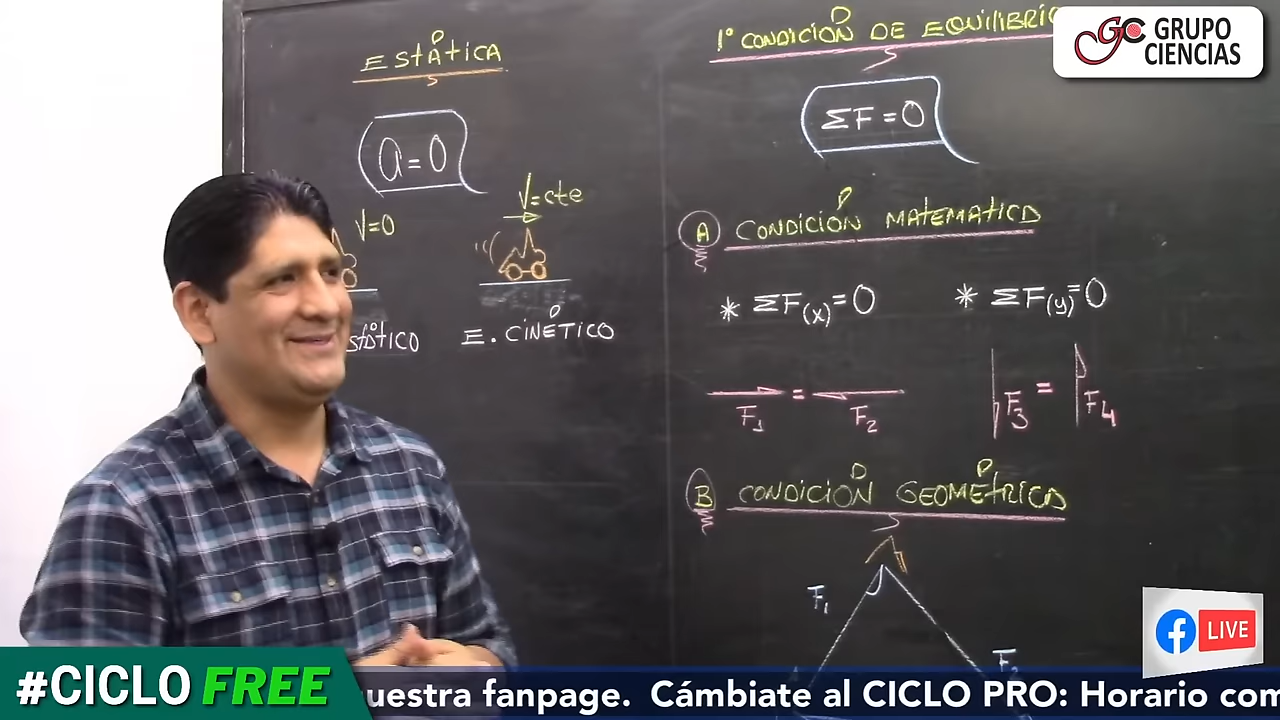 ESTÁTICA
a=0
V=0
V=cte
E. CINÉTICO
1° CONDICIÓN DE EQUILIBRIO
ΣF=0
A CONDICIÓN MATEMATICA
* ΣF(x)=0
* ΣF(y)=0
=
F1
F2
F3
=
F4
B CONDICIÓN GEOMÉTRICA
F1
F2
GRUPO
CIENCIAS
LIVE
#CICLO FREE
uestra fanpage. Cámbiate al CICLO PRO: Horario com